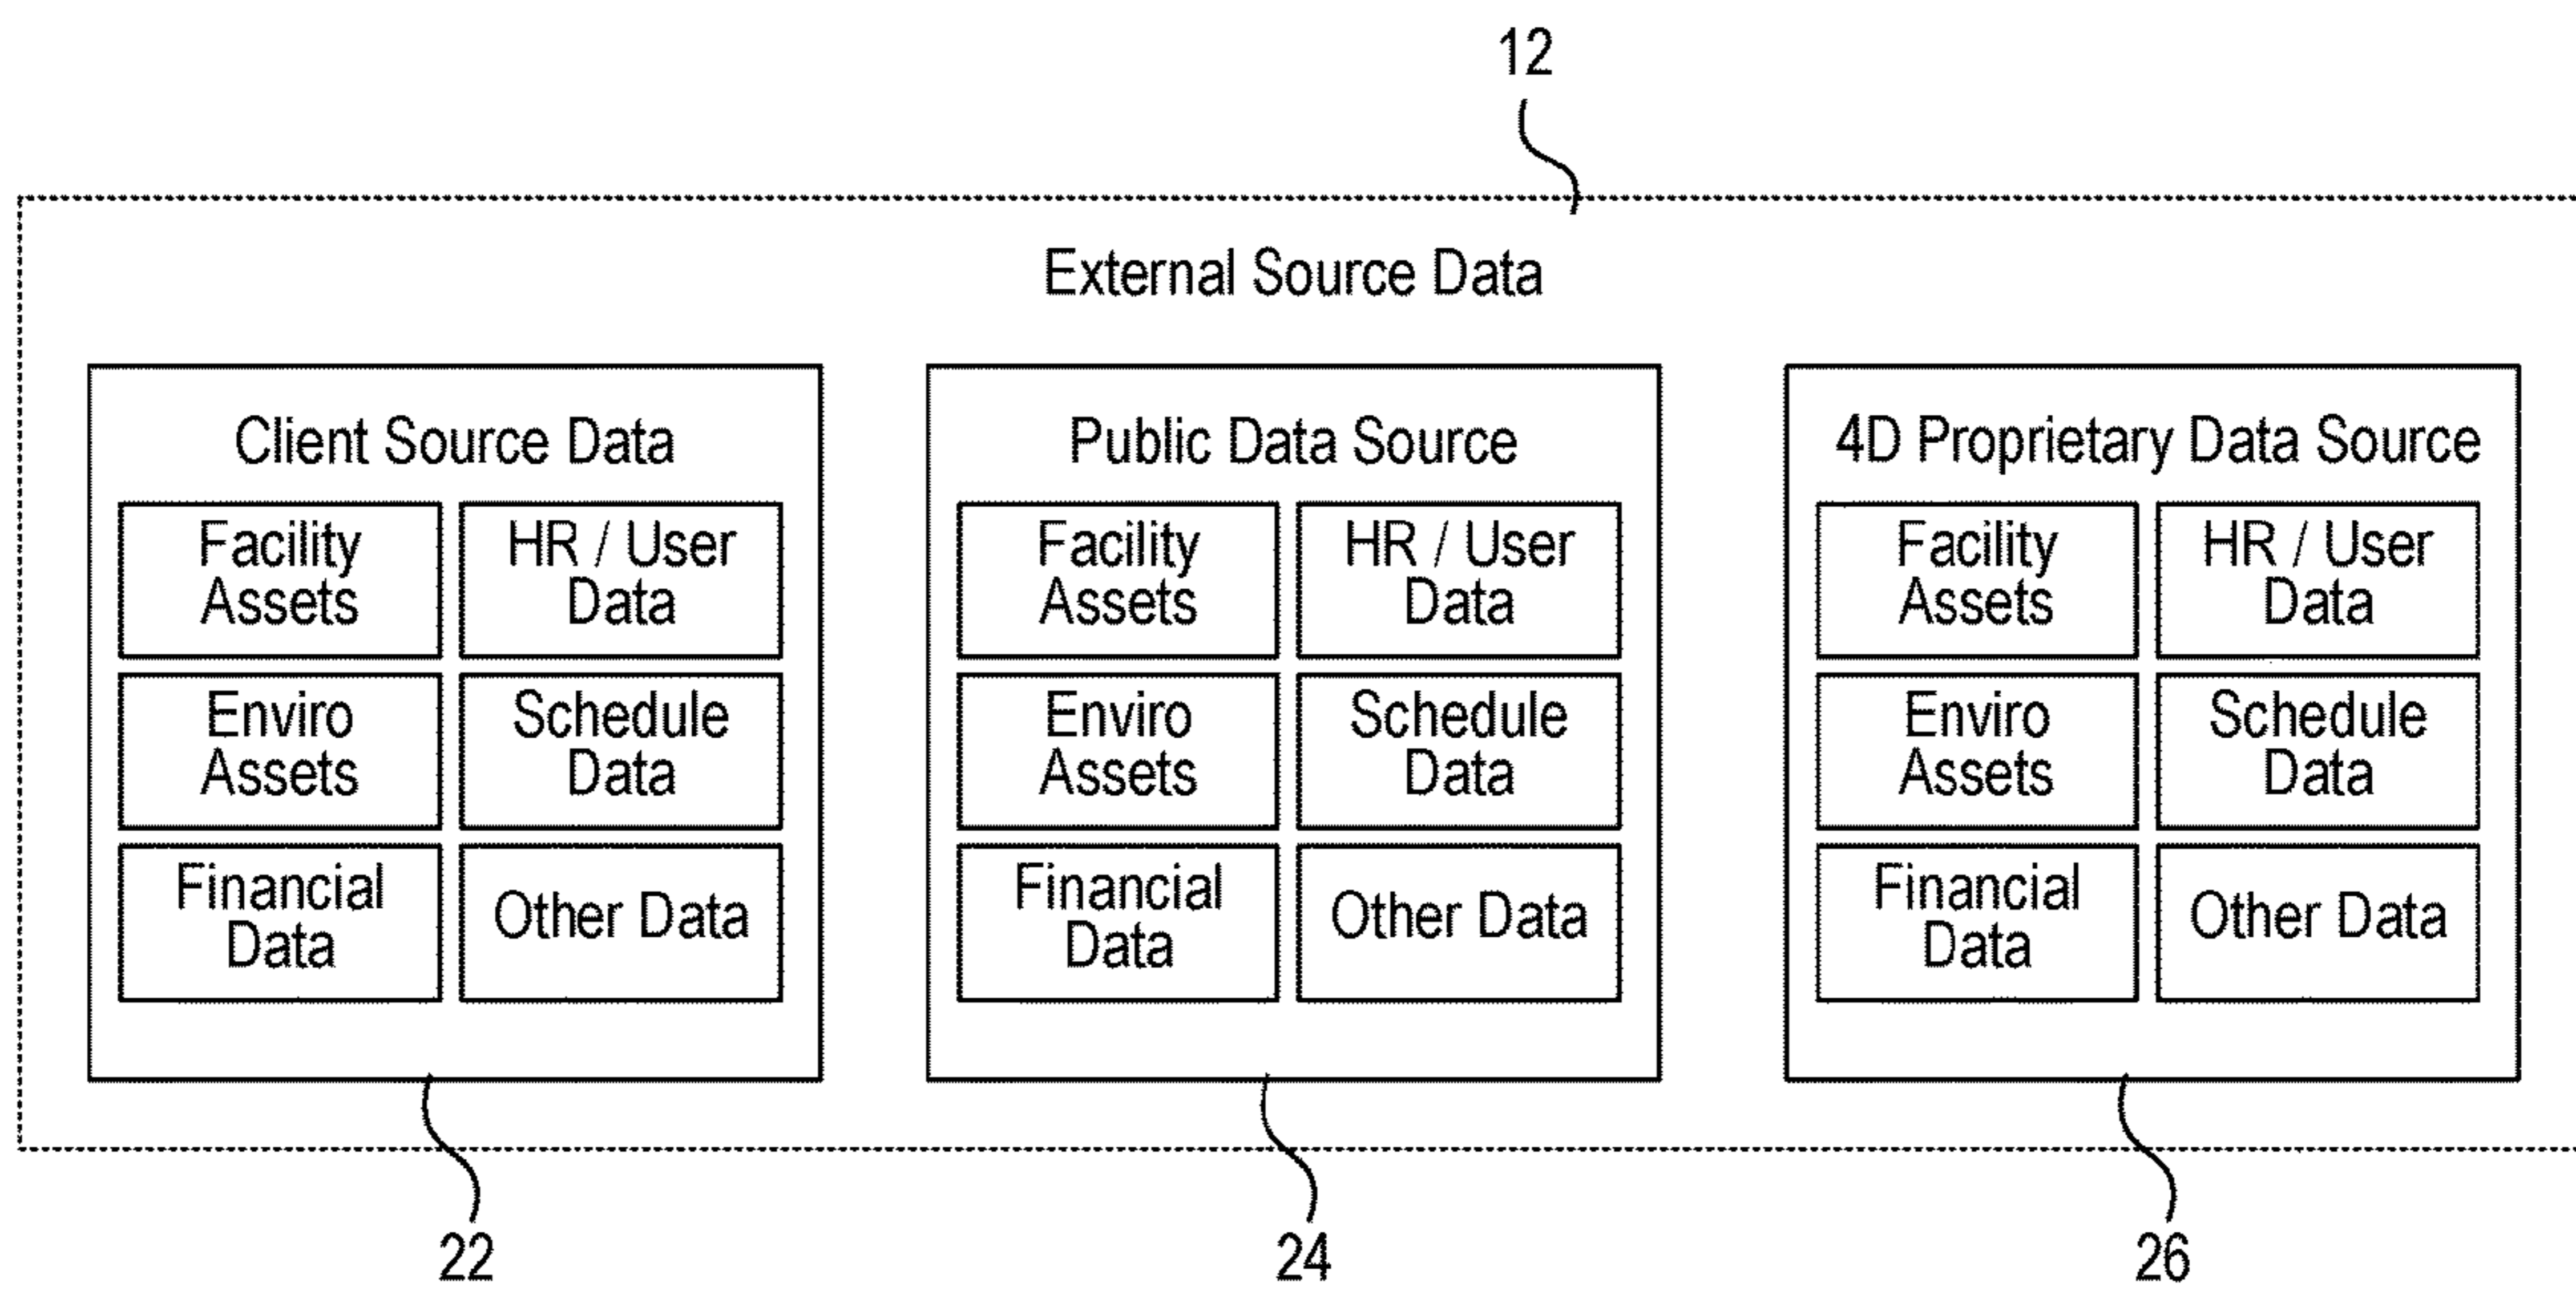 12
External Source Data
Client Source Data
Facility
Assets
HR / User
Data
Enviro
Assets
Schedule
Data
Financial
Data
Other Data
Public Data Source
Facility
Assets
HR / User
Data
Enviro
Assets
Schedule
Data
Financial
Data
Other Data
4D Proprietary Data Source
Facility
Assets
HR / User
Data
Enviro
Assets
Schedule
Data
Financial
Data
Other Data
22
24
26